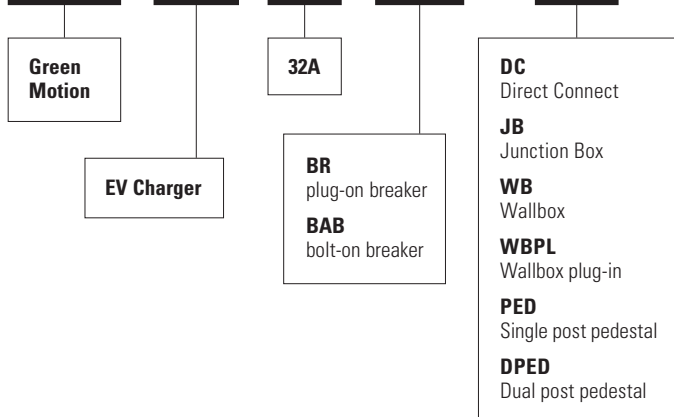 Green
Motion
EV Charger
32A
BR
plug-on breaker
BAB
bolt-on breaker
DC
Direct Connect
JB
Junction Box
WB
Wallbox
WBPL
Wallbox plug-in
PED
Single post pedestal
DPED
Dual post pedestal